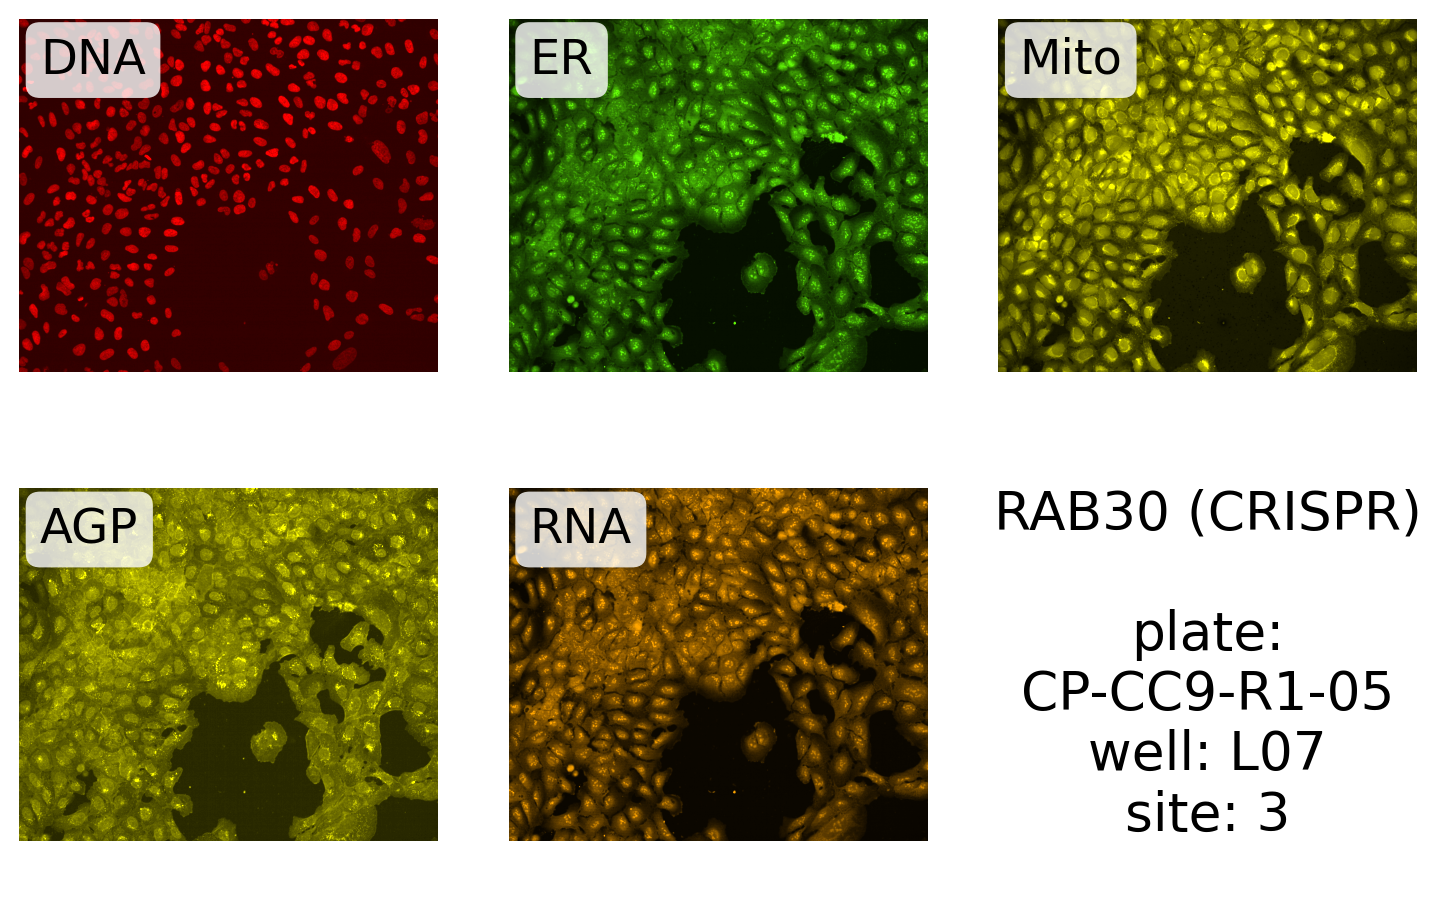 DNA
ER
Mito
AGP
RNA
RAB30 (CRISPR)
plate:
CP-CC9-R1-05
well: L07
site: 3